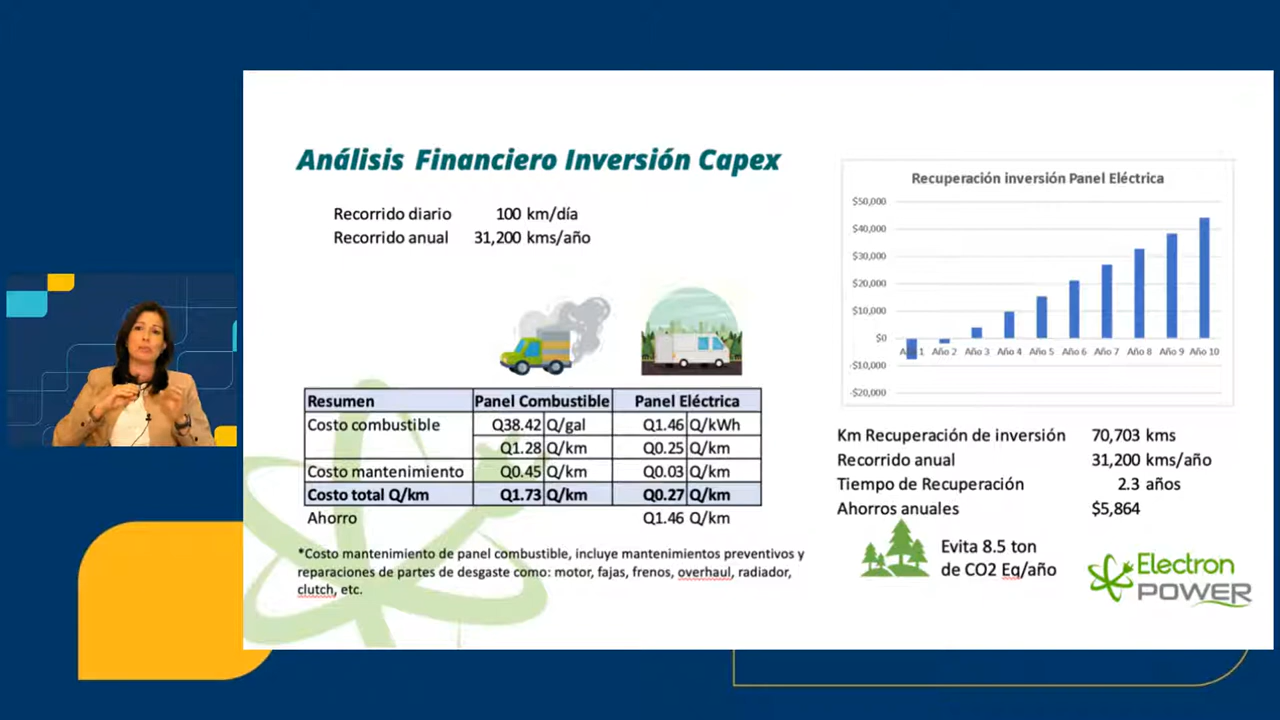 Análisis Financiero Inversión Capex
Recorrido diario 100 km/día
Recorrido anual 31,200 kms/año
Resumen Panel Combustible Panel Eléctrica
Costo combustible Q38.42 Q/gal Q1.46 Q/kWh
Q1.28 Q/km Q0.25 Q/km
Costo mantenimiento Q0.45 Q/km Q0.03 Q/km
Costo total Q/km Q1.73 Q/km Q0.27 Q/km
Ahorro Q1.46 Q/km
*Costo mantenimiento de panel combustible, incluye mantenimientos preventivos y
reparaciones de partes de desgaste como: motor, fajas, frenos, overhaul, radiador,
clutch, etc.
Recuperación inversión Panel Eléctrica
$50,000
$40,000
$30,000
$20,000
$10,000
$0
Año 1 Año 2 Año 3 Año 4 Año 5 Año 6 Año 7 Año 8 Año 9 Año 10
-$10,000
-$20,000
Km Recuperación de inversión 70,703 kms
Recorrido anual 31,200 kms/año
Tiempo de Recuperación 2.3 años
Ahorros anuales $5,864
Evita 8.5 ton
de CO2 Eq/año
Electron
POWER